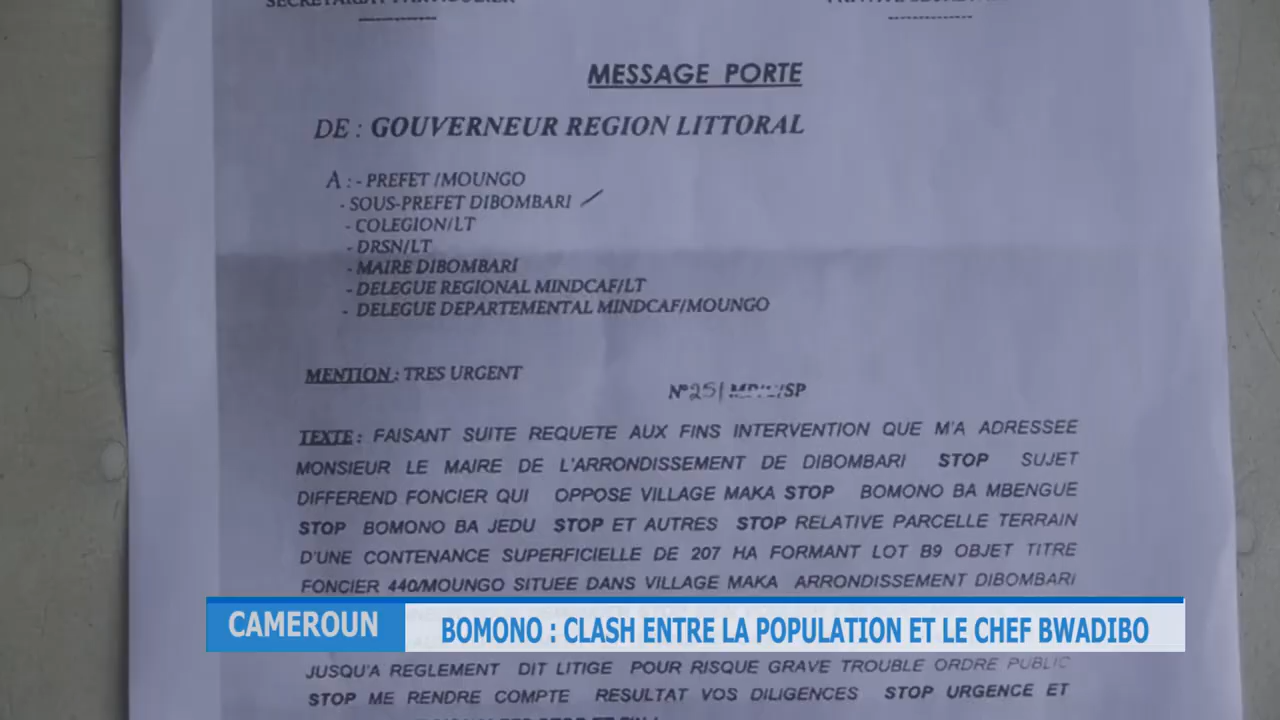 MESSAGE PORTE
DE : GOUVERNEUR REGION LITTORAL
A : - PREFET /MOUNGO
- SOUS-PREFET DIBOMBARI
- COLEGION/LT
- DRSN/LT
- MAIRE DIBOMBARI
- DELEGUE REGIONAL MINDCAF/LT
- DELEGUE DEPARTEMENTAL MINDCAF/MOUNGO
MENTION : TRES URGENT
N°25/ /SP
TEXTE : FAISANT SUITE REQUETE AUX FINS INTERVENTION QUE M'A ADRESSEE
MONSIEUR LE MAIRE DE L'ARRONDISSEMENT DE DIBOMBARI STOP SUJET
DIFFEREND FONCIER QUI OPPOSE VILLAGE MAKA STOP BOMONO BA MBENGUE
STOP BOMONO BA JEDU STOP ET AUTRES STOP RELATIVE PARCELLE TERRAIN
D'UNE CONTENANCE SUPERFICIELLE DE 207 HA FORMANT LOT B9 OBJET TITRE
FONCIER 440/MOUNGO SITUEE DANS VILLAGE MAKA ARRONDISSEMENT DIBOMBARI
CAMEROUN
BOMONO : CLASH ENTRE LA POPULATION ET LE CHEF BWADIBO
JUSQU'A REGLEMENT DIT LITIGE POUR RISQUE GRAVE TROUBLE ORDRE PUBLIC
STOP ME RENDRE COMPTE RESULTAT VOS DILIGENCES STOP URGENCE ET